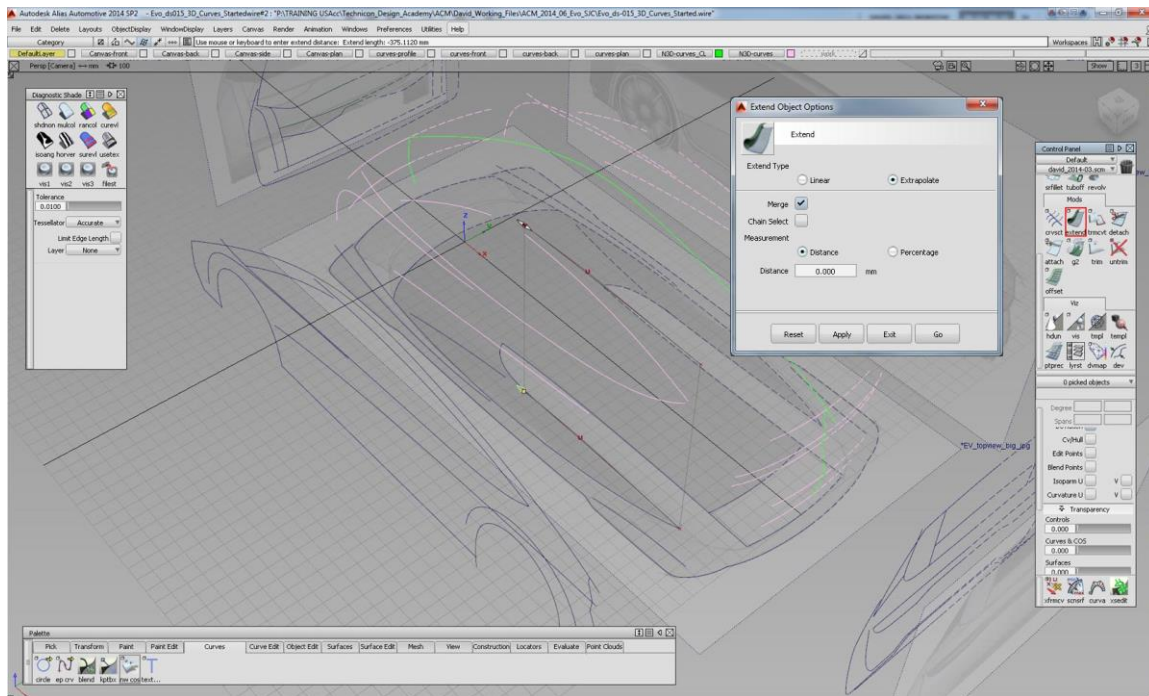 Autodesk Alias Automotive 2014 SP2 - Evo_ds015_3D_Curves_Startedwire#2 : "P:\TRAINING USAcc\Technicon_Design_Academy\ACM\David_Working_Files\ACM_2014_06_Evo_SJC\Evo_ds-015_3D_Curves_Started.wire"
File Edit Delete Layouts ObjectDisplay WindowDisplay Layers Canvas Render Animation Windows Preferences Utilities Help
Category Use mouse or keyboard to enter extend distance: Extend length: -375.1120 mm Workspaces
DefaultLayer Canvas-front Canvas-back Canvas-side Canvas-plan curves-profile curves-front curves-back curves-plan N3D-curves_CL N3D-curves
Persp [Camera] == mm 100 Show 3
Diagnostic Shade
shdnon mulcol rancol curevl
isoang horver surevl usetex
vis1 vis2 vis3 filest
Tolerance
0.0100
Tessellator Accurate
Limit Edge Length
Layer None
Z
Y
X
U
U
Extend Object Options
Extend
Extend Type
Linear Extrapolate
Merge
Chain Select
Measurement
Distance Percentage
Distance 0.000 mm
Reset Apply Exit Go
*EV_topview_big_jpg
Control Panel
Default
david_2014-03.scm
srfillet tuboff revolv
Mods
crvsct extend trmcvt detach
attach g2 trim untrim
offset
Viz
hdun vis tmpl templ
ptprec lyrst dvmap dev
0 picked objects
Degree
Spans
Cv/Hull
Edit Points
Blend Points
Isoparm U V
Curvature U V
Transparency
Controls
0.000
Curves & COS
0.000
Surfaces
0.000
xfrmcv scnsrf curva xsedit
Palette
Pick Transform Paint Paint Edit Curves Curve Edit Object Edit Surfaces Surface Edit Mesh View Construction Locators Evaluate Point Clouds
circle ep crv blend kptbx nw cos text...